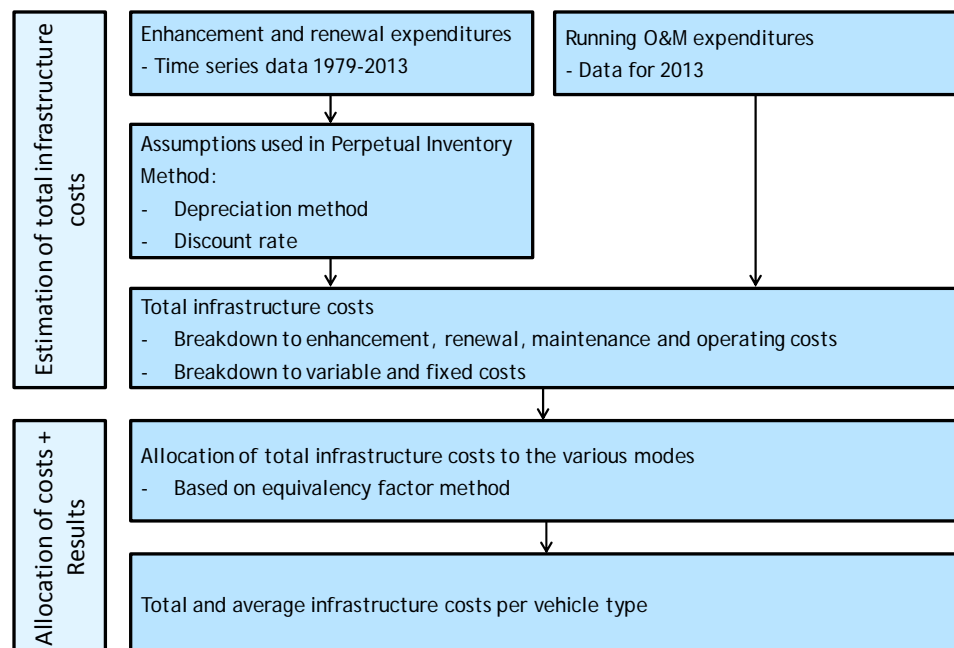 Estimation of total infrastructure
costs
Enhancement and renewal expenditures
- Time series data 1979-2013
Running O&M expenditures
- Data for 2013
Assumptions used in Perpetual Inventory
Method:
- Depreciation method
- Discount rate
Total infrastructure costs
- Breakdown to enhancement, renewal, maintenance and operating costs
- Breakdown to variable and fixed costs
Allocation of costs +
Results
Allocation of total infrastructure costs to the various modes
- Based on equivalency factor method
Total and average infrastructure costs per vehicle type